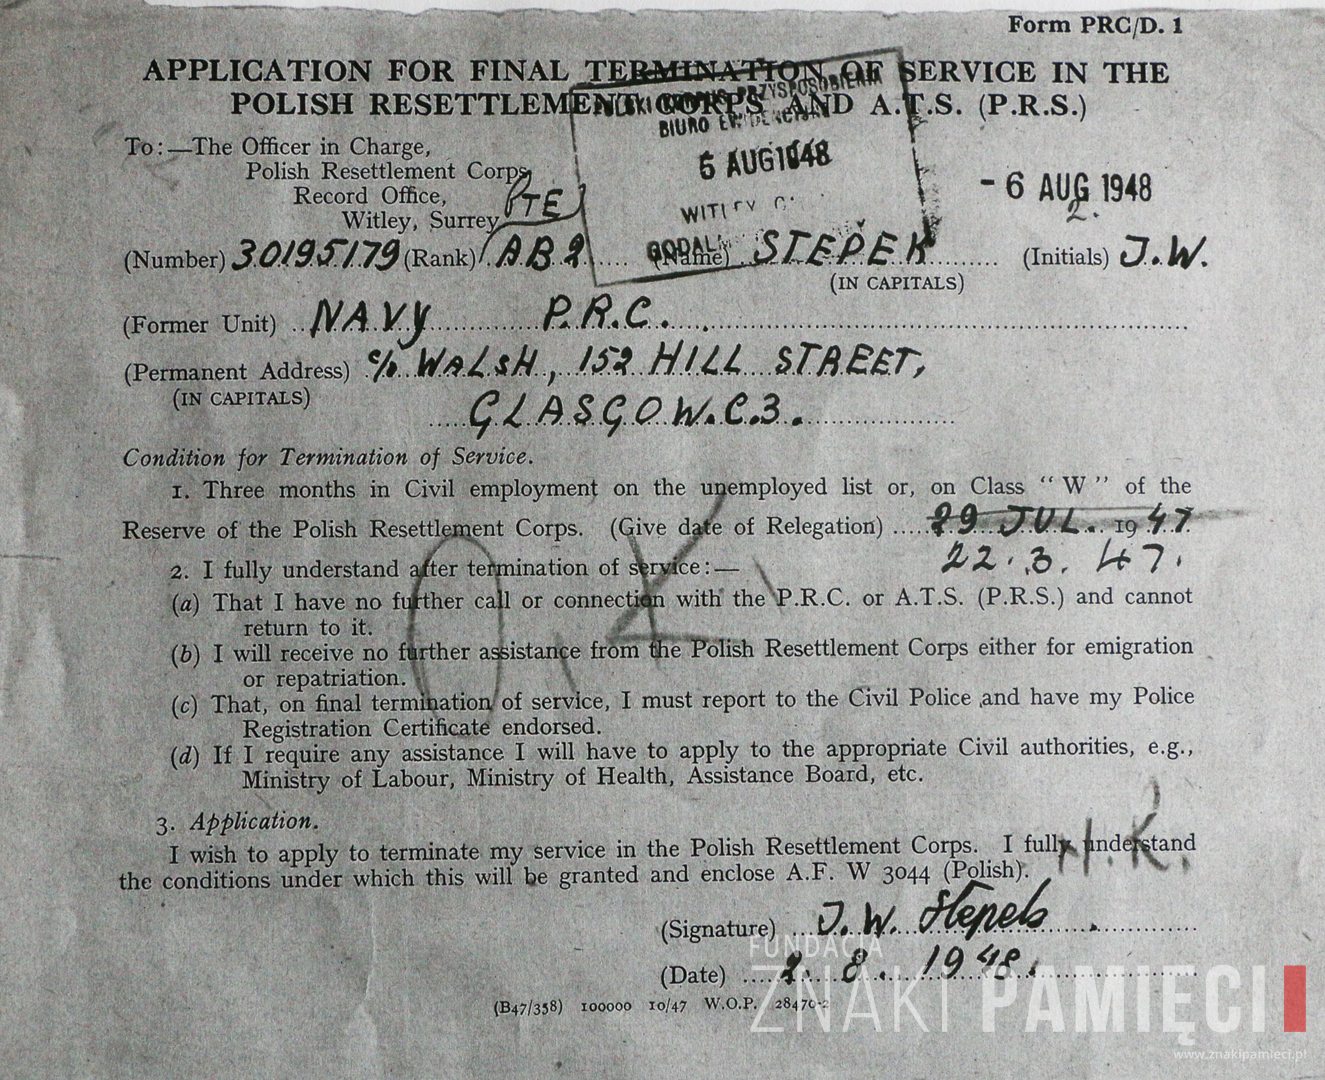 Form PRC/D. 1
APPLICATION FOR FINAL TERMINATION OF SERVICE IN THE
POLISH RESETTLEMENT CORPS AND A.T.S. (P.R.S.)
PRZYSPOSOBIENIA
BIURO
5 AUG 1948
- 6 AUG 1948
2.
To:—The Officer in Charge,
Polish Resettlement Corps,
Record Office,
Witley, Surrey
PTE
(Number) 30195179 (Rank) A.B 2 (Name) STEPEK (Initials) J.W.
(IN CAPITALS)
(Former Unit) NAVY P.R.C.
(Permanent Address) c/o WALSH, 152 HILL STREET,
(IN CAPITALS)
GLASGOW.C.3.
Condition for Termination of Service.
1. Three months in Civil employment on the unemployed list or, on Class "W" of the
Reserve of the Polish Resettlement Corps. (Give date of Relegation) 29 JUL. 1947
22.3.47.
2. I fully understand after termination of service:—
(a) That I have no further call or connection with the P.R.C. or A.T.S. (P.R.S.) and cannot
return to it.
(b) I will receive no further assistance from the Polish Resettlement Corps either for emigration
or repatriation.
(c) That, on final termination of service, I must report to the Civil Police and have my Police
Registration Certificate endorsed.
(d) If I require any assistance I will have to apply to the appropriate Civil authorities, e.g.,
Ministry of Labour, Ministry of Health, Assistance Board, etc.
O.K.
3. Application.
I wish to apply to terminate my service in the Polish Resettlement Corps. I fully understand
the conditions under which this will be granted and enclose A.F. W 3044 (Polish).
H.K.
(Signature) J.W. Stepek
(Date) 2. 8. 1948.
(B47/358) 100000 10/47 W.O.P. 28470-2
FUNDACJA
ZNAKI PAMIĘCI
www.znakipamieci.pl